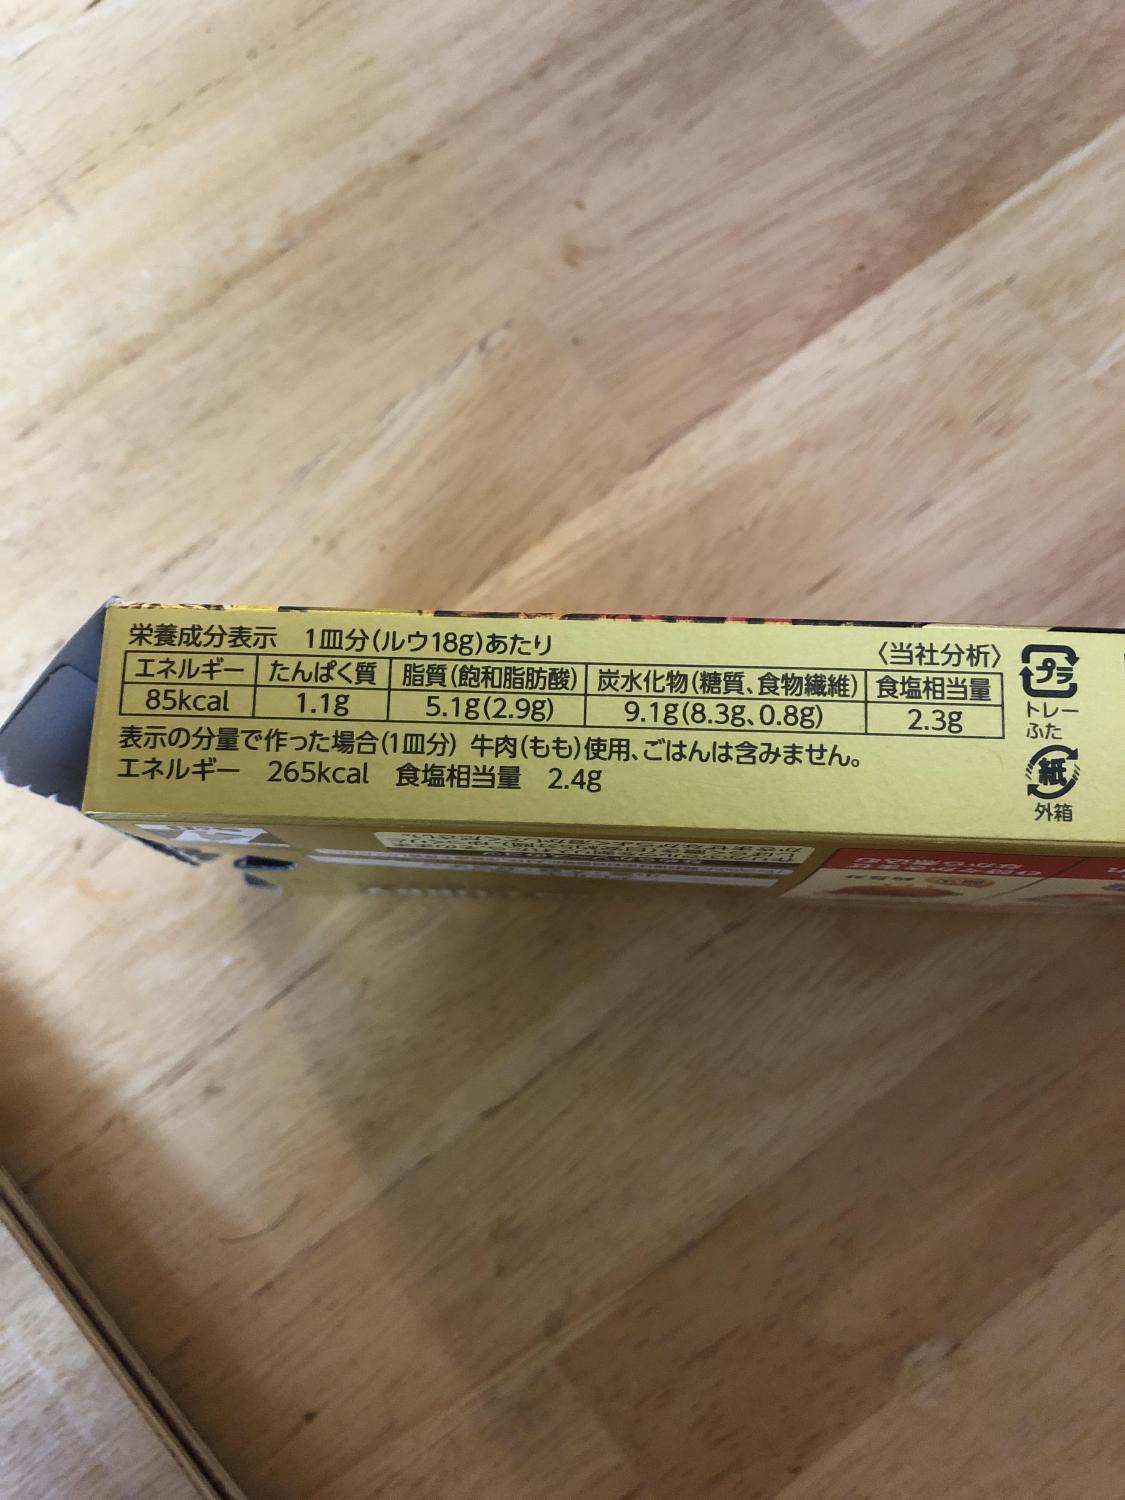 栄養成分表示 1皿分(ルウ18g)あたり 〈当社分析〉
エネルギー たんぱく質 脂質(飽和脂肪酸) 炭水化物(糖質、食物繊維) 食塩相当量
85kcal 1.1g 5.1g(2.9g) 9.1g(8.3g、0.8g) 2.3g
表示の分量で作った場合(1皿分) 牛肉(もも)使用、ごはんは含みません。
エネルギー 265kcal 食塩相当量 2.4g
プラ
トレー
ふた
紙
外箱